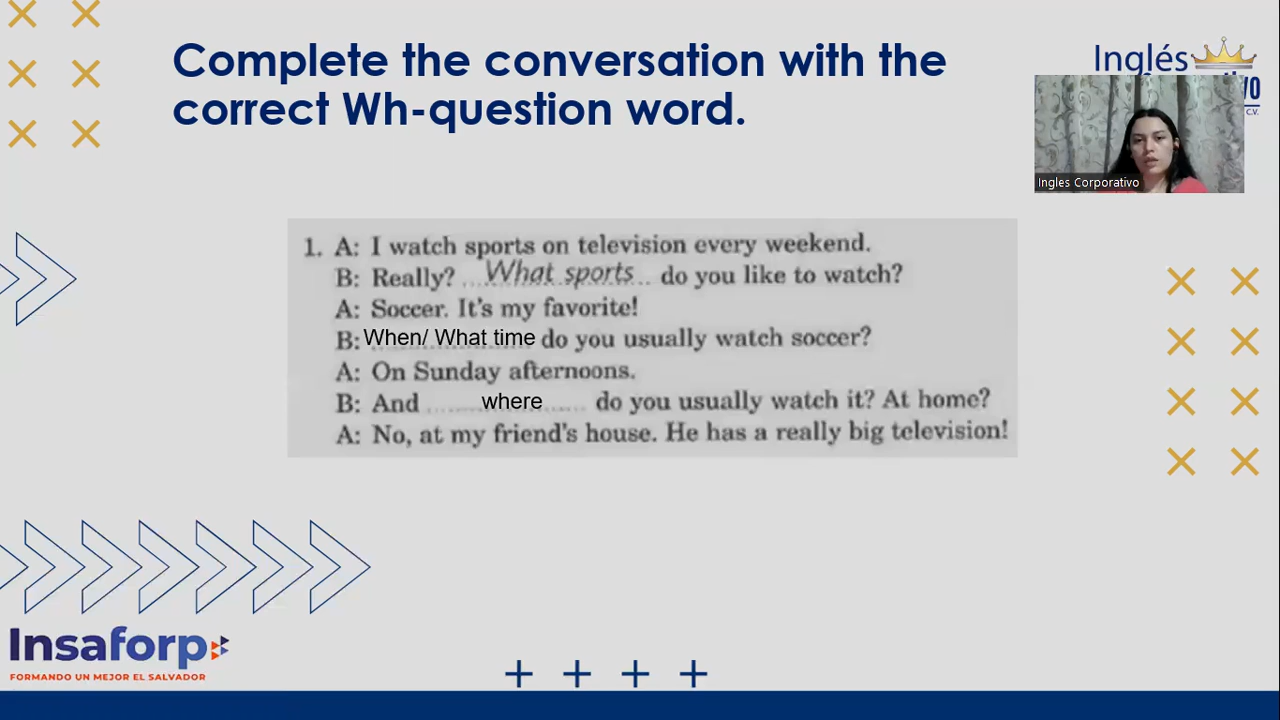 Complete the conversation with the
correct Wh-question word.
Inglés
C.V.
Ingles Corporativo
1. A: I watch sports on television every weekend.
B: Really? What sports do you like to watch?
A: Soccer. It's my favorite!
B: When/ What time do you usually watch soccer?
A: On Sunday afternoons.
B: And where do you usually watch it? At home?
A: No, at my friend's house. He has a really big television!
Insaforp
FORMANDO UN MEJOR EL SALVADOR